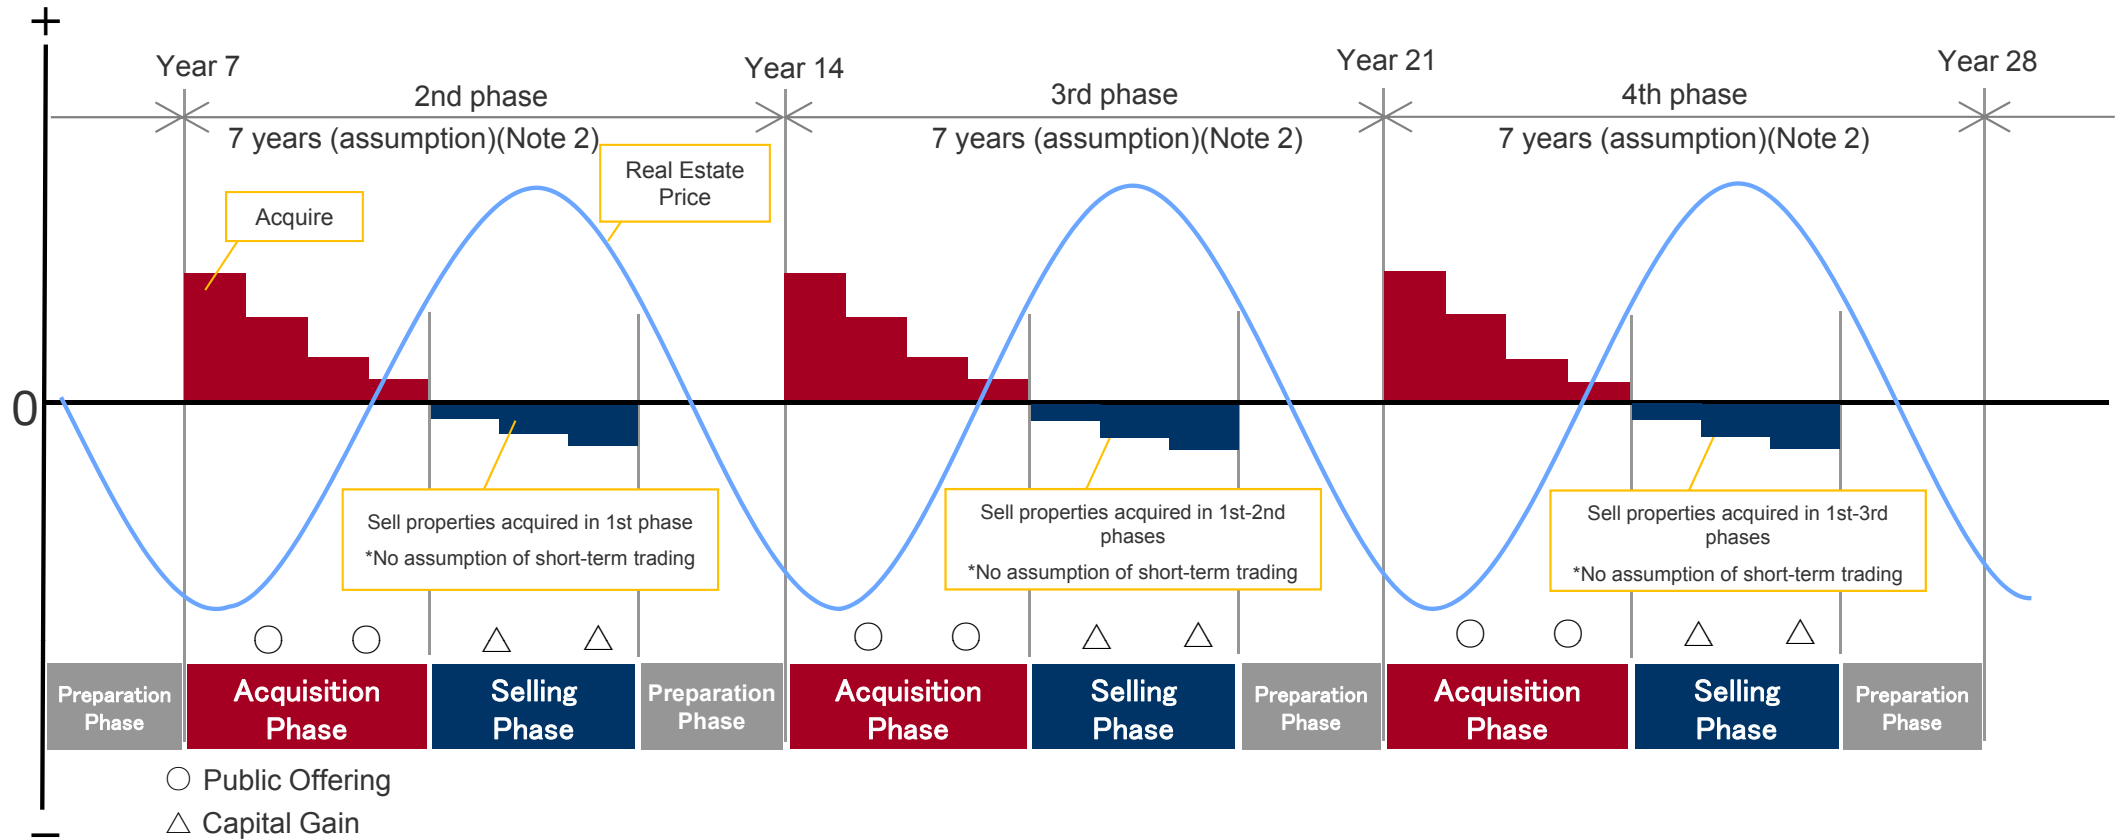 +
Year 7
Year 14
Year 21
Year 28
2nd phase
3rd phase
4th phase
7 years (assumption)(Note 2)
7 years (assumption)(Note 2)
7 years (assumption)(Note 2)
Real Estate
Price
Acquire
0
Sell properties acquired in 1st phase
*No assumption of short-term trading
Sell properties acquired in 1st-2nd
phases
*No assumption of short-term trading
Sell properties acquired in 1st-3rd
phases
*No assumption of short-term trading
○ ○ △ △ ○ ○ △ △ ○ ○ △ △
Preparation
Phase
Acquisition
Phase
Selling
Phase
Preparation
Phase
Acquisition
Phase
Selling
Phase
Preparation
Phase
Acquisition
Phase
Selling
Phase
Preparation
Phase
○ Public Offering
△ Capital Gain
−